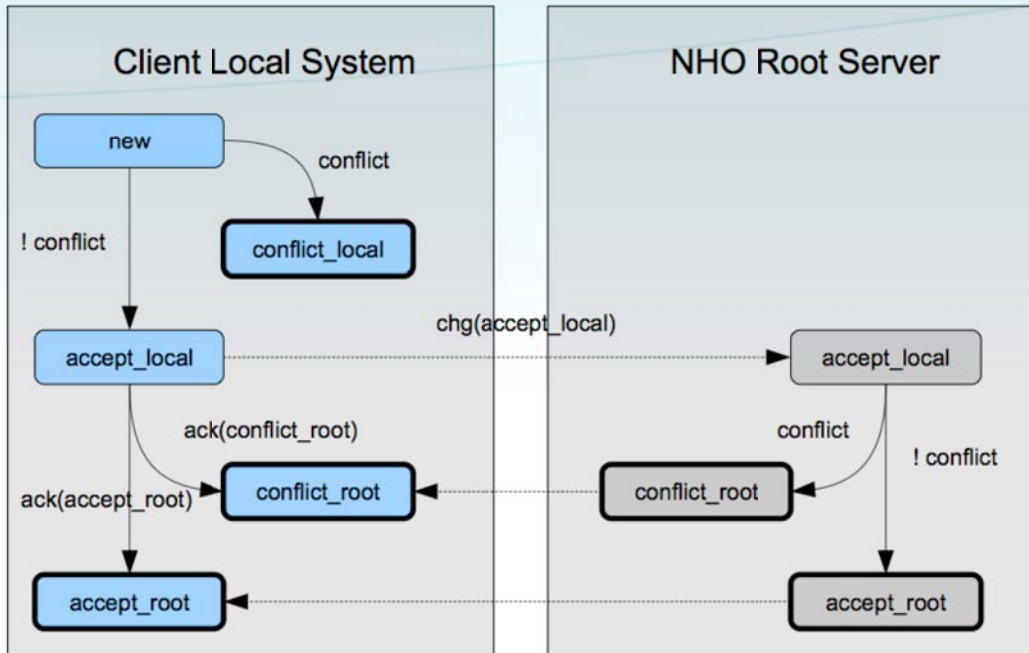 Client Local System
NHO Root Server
new
conflict
! conflict
conflict_local
chg(accept_local)
accept_local
accept_local
ack(conflict_root)
conflict
! conflict
ack(accept_root)
conflict_root
conflict_root
accept_root
accept_root